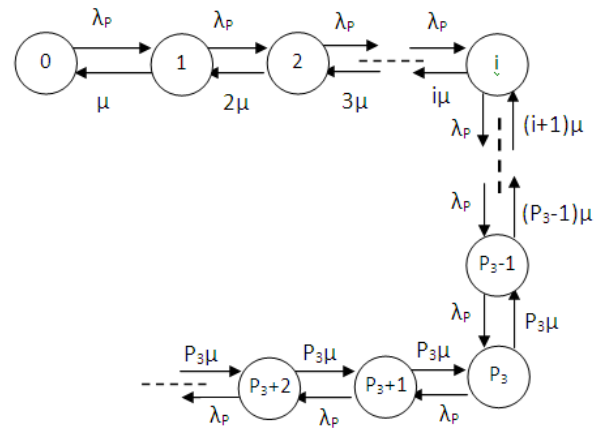 λP λP λP λP
0 1 2 i
μ 2μ 3μ iμ
λP (i+1)μ
λP (P3-1)μ
P3-1
λP P3μ
P3μ P3μ P3μ
P3+2 P3+1 P3
λP λP λP